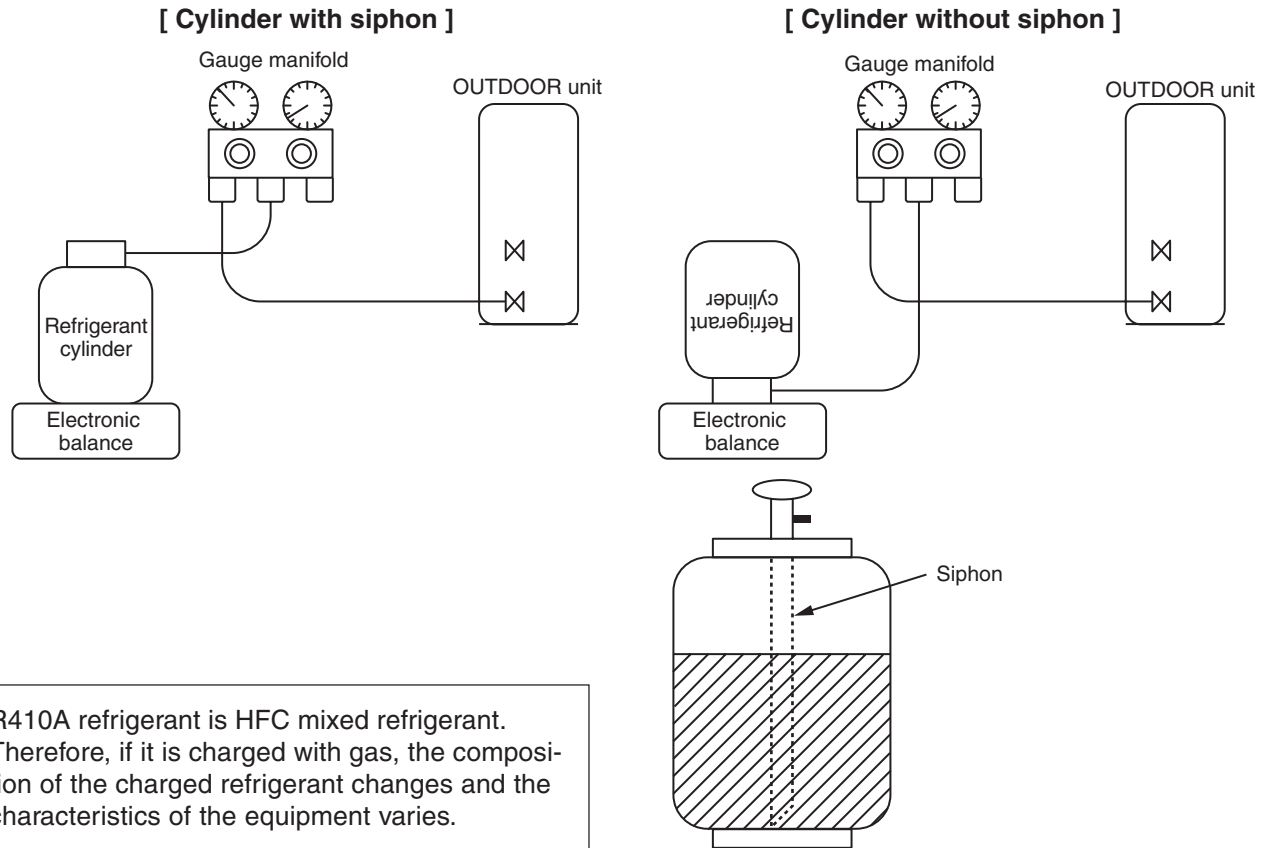 [ Cylinder with siphon ]
Gauge manifold
OUTDOOR unit
Refrigerant
cylinder
Electronic
balance
[ Cylinder without siphon ]
Gauge manifold
OUTDOOR unit
Refrigerant
cylinder
Electronic
balance
Siphon
R410A refrigerant is HFC mixed refrigerant.
Therefore, if it is charged with gas, the composi-
tion of the charged refrigerant changes and the
characteristics of the equipment varies.